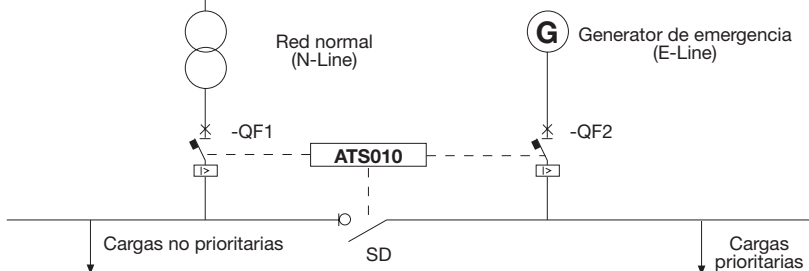 Red normal
(N-Line)
G
Generator de emergencia
(E-Line)
-QF1
ATS010
-QF2
I>
I>
Cargas no prioritarias
SD
Cargas
prioritarias